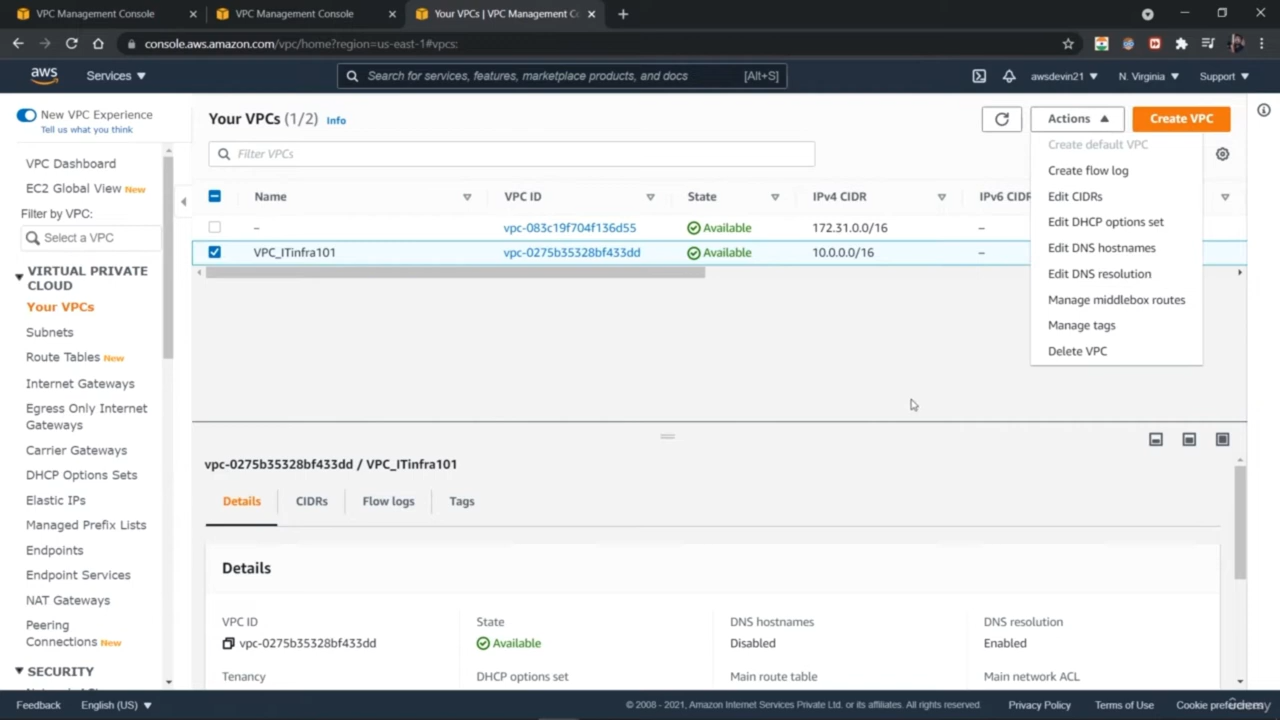 VPC Management Console
VPC Management Console
Your VPCs | VPC Management Co
console.aws.amazon.com/vpc/home?region=us-east-1#vpcs:
aws
Services
Search for services, features, marketplace products, and docs
[Alt+S]
awsdevin21
N. Virginia
Support
New VPC Experience
Tell us what you think
VPC Dashboard
EC2 Global View New
Filter by VPC:
Select a VPC
VIRTUAL PRIVATE
CLOUD
Your VPCs
Subnets
Route Tables New
Internet Gateways
Egress Only Internet
Gateways
Carrier Gateways
DHCP Options Sets
Elastic IPs
Managed Prefix Lists
Endpoints
Endpoint Services
NAT Gateways
Peering
Connections New
SECURITY
Your VPCs (1/2) Info
Actions
Create VPC
Filter VPCs
Name VPC ID State IPv4 CIDR IPv6 CIDR
– vpc-083c19f704f136d55 Available 172.31.0.0/16 –
VPC_ITinfra101 vpc-0275b35328bf433dd Available 10.0.0.0/16 –
Create default VPC
Create flow log
Edit CIDRs
Edit DHCP options set
Edit DNS hostnames
Edit DNS resolution
Manage middlebox routes
Manage tags
Delete VPC
vpc-0275b35328bf433dd / VPC_ITinfra101
Details CIDRs Flow logs Tags
Details
VPC ID State DNS hostnames DNS resolution
vpc-0275b35328bf433dd Available Disabled Enabled
Tenancy DHCP options set Main route table Main network ACL
Feedback English (US) © 2008 - 2021, Amazon Internet Services Private Ltd. or its affiliates. All rights reserved. Privacy Policy Terms of Use Cookie preferences
Udemy